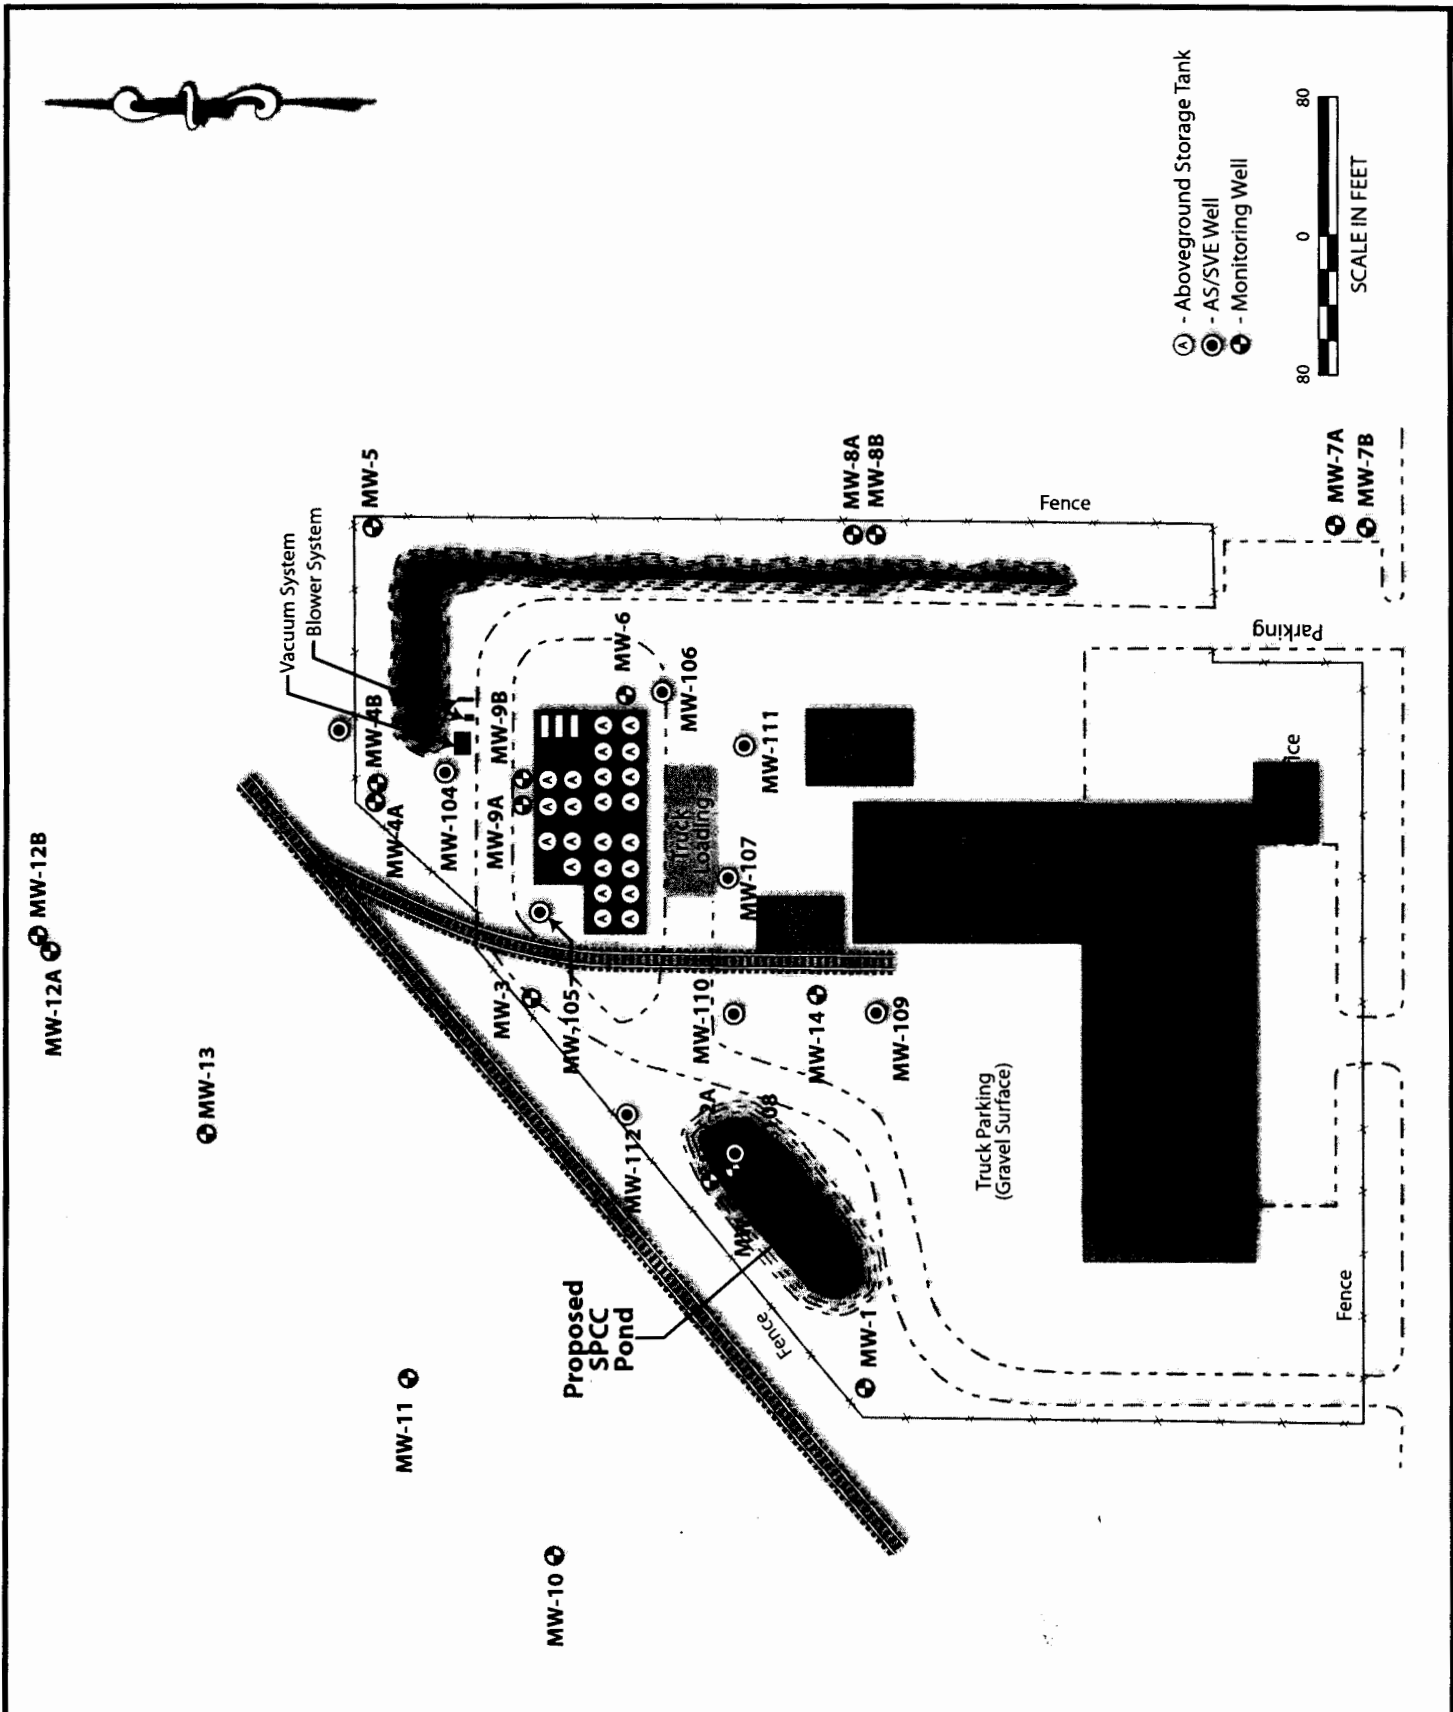 MW-12A
MW-12B
MW-13
MW-11
MW-10
Vacuum System
Blower System
MW-5
MW-4B
MW-4A
MW-104
MW-9A
MW-9B
MW-6
MW-106
MW-111
Truck
Loading
MW-107
MW-3
MW-105
MW-110
MW-14
MW-109
MW-112
2A
08
Proposed
SPCC
Pond
MW-1
Fence
Truck Parking
(Gravel Surface)
Fence
Parking
Fence
MW-8A
MW-8B
MW-7A
MW-7B
A - Aboveground Storage Tank
- AS/SVE Well
- Monitoring Well
80 0 80
SCALE IN FEET